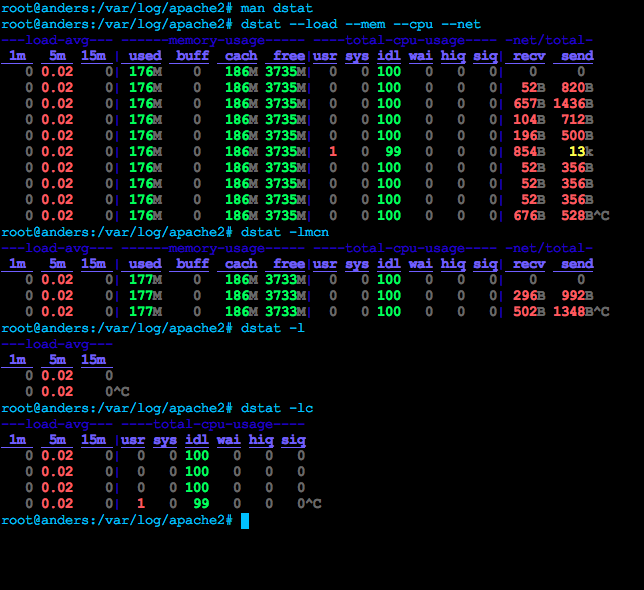 root@anders:/var/log/apache2# man dstat
root@anders:/var/log/apache2# dstat --load --mem --cpu --net
---load-avg--- ------memory-usage----- ----total-cpu-usage---- -net/total-
 1m   5m  15m | used  buff  cach  free|usr sys idl wai hiq siq| recv  send
   0 0.02    0| 176M    0   186M 3735M|  0   0 100   0   0   0|   0     0
   0 0.02    0| 176M    0   186M 3735M|  0   0 100   0   0   0|  52B  820B
   0 0.02    0| 176M    0   186M 3735M|  0   0 100   0   0   0| 657B 1436B
   0 0.02    0| 176M    0   186M 3735M|  0   0 100   0   0   0| 104B  712B
   0 0.02    0| 176M    0   186M 3735M|  0   0 100   0   0   0| 196B  500B
   0 0.02    0| 176M    0   186M 3735M|  1   0  99   0   0   0| 854B   13k
   0 0.02    0| 176M    0   186M 3735M|  0   0 100   0   0   0|  52B  356B
   0 0.02    0| 176M    0   186M 3735M|  0   0 100   0   0   0|  52B  356B
   0 0.02    0| 176M    0   186M 3735M|  0   0 100   0   0   0|  52B  356B
   0 0.02    0| 176M    0   186M 3735M|  0   0 100   0   0   0| 676B  528B^C
root@anders:/var/log/apache2# dstat -lmcn
---load-avg--- ------memory-usage----- ----total-cpu-usage---- -net/total-
 1m   5m  15m | used  buff  cach  free|usr sys idl wai hiq siq| recv  send
   0 0.02    0| 177M    0   186M 3733M|  0   0 100   0   0   0|   0     0
   0 0.02    0| 177M    0   186M 3733M|  0   0 100   0   0   0| 296B  992B
   0 0.02    0| 177M    0   186M 3733M|  0   0 100   0   0   0| 502B 1348B^C
root@anders:/var/log/apache2# dstat -l
---load-avg---
 1m   5m  15m
   0 0.02    0
   0 0.02    0^C
root@anders:/var/log/apache2# dstat -lc
---load-avg--- ----total-cpu-usage----
 1m   5m  15m |usr sys idl wai hiq siq
   0 0.02    0|  0   0 100   0   0   0
   0 0.02    0|  0   0 100   0   0   0
   0 0.02    0|  0   0 100   0   0   0
   0 0.02    0|  1   0  99   0   0   0^C
root@anders:/var/log/apache2#